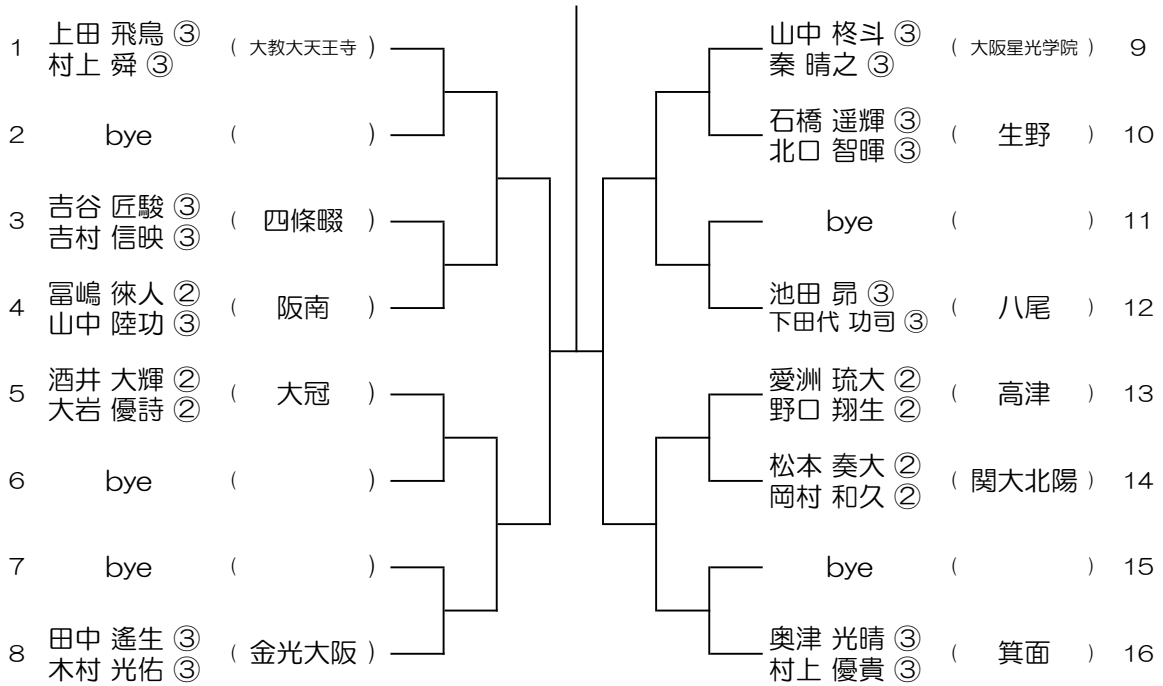 1 上田 飛鳥 ③ ( 大教大天王寺 )
村上 舜 ③
2 bye ( )
3 吉谷 匠駿 ③ ( 四條畷 )
吉村 信映 ③
4 冨嶋 徠人 ② ( 阪南 )
山中 陸功 ③
5 酒井 大輝 ② ( 大冠 )
大岩 優詩 ②
6 bye ( )
7 bye ( )
8 田中 遙生 ③ ( 金光大阪 )
木村 光佑 ③
山中 柊斗 ③ ( 大阪星光学院 ) 9
秦 晴之 ③
石橋 遥輝 ③ ( 生野 ) 10
北口 智暉 ③
bye ( ) 11
池田 昴 ③ ( 八尾 ) 12
下田代 功司 ③
愛洲 琉大 ② ( 高津 ) 13
野口 翔生 ②
松本 奏大 ② ( 関大北陽 ) 14
岡村 和久 ②
bye ( ) 15
奥津 光晴 ③ ( 箕面 ) 16
村上 優貴 ③